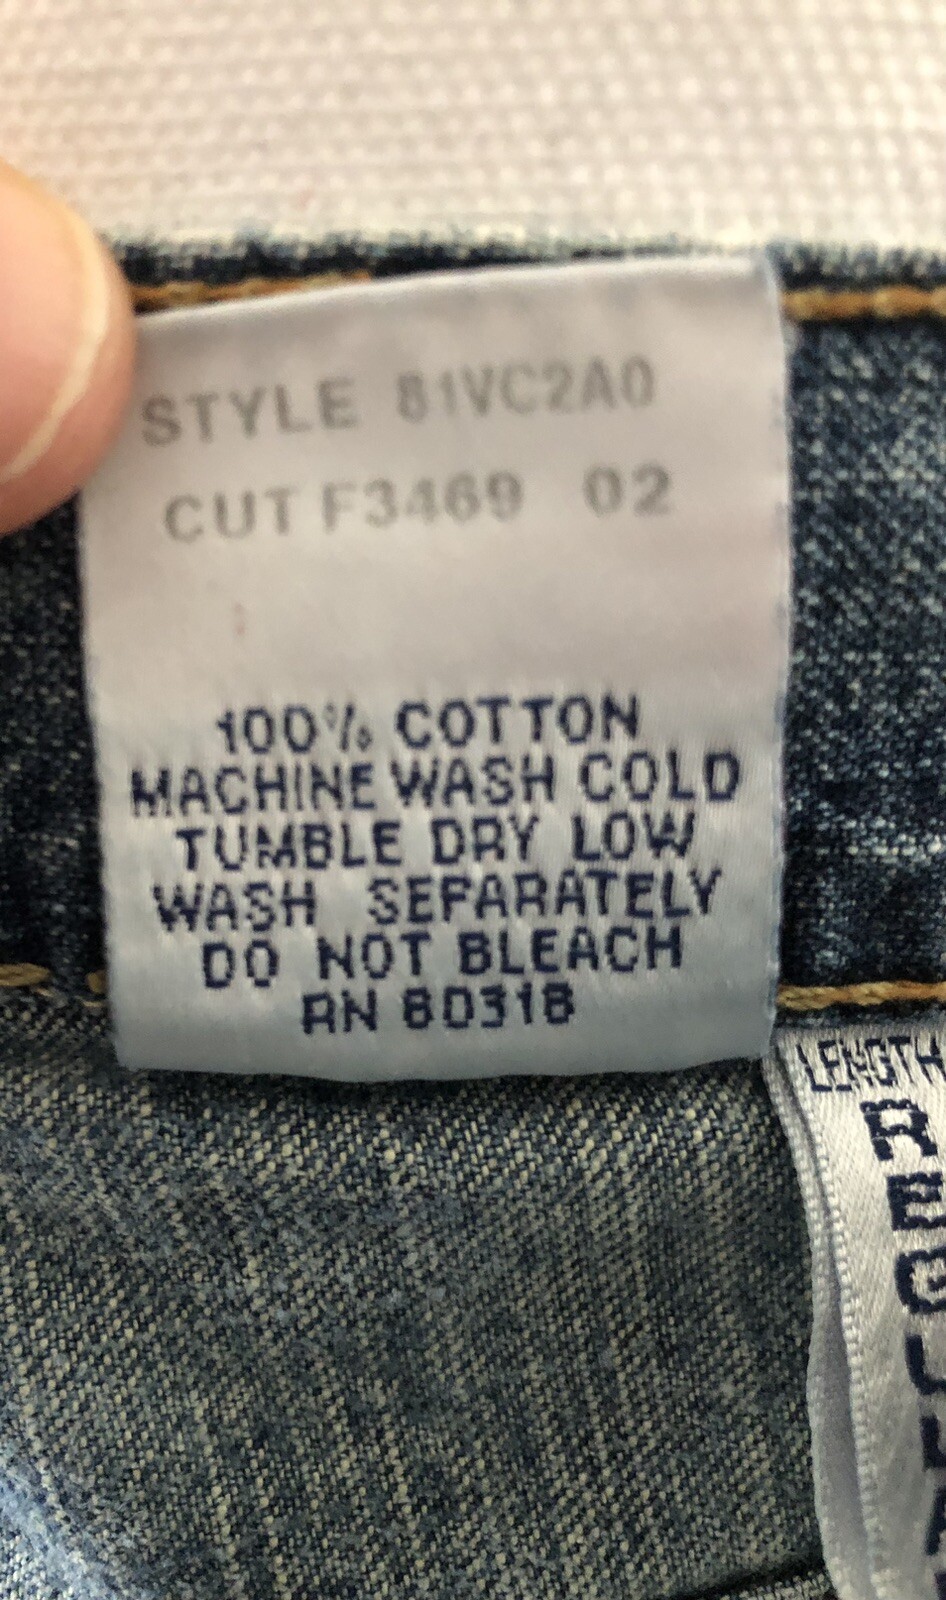 STYLE 81VC2A0
CUT F3469 02
100% COTTON
MACHINE WASH COLD
TUMBLE DRY LOW
WASH SEPARATELY
DO NOT BLEACH
RN 80318
LENGTH
REGULA